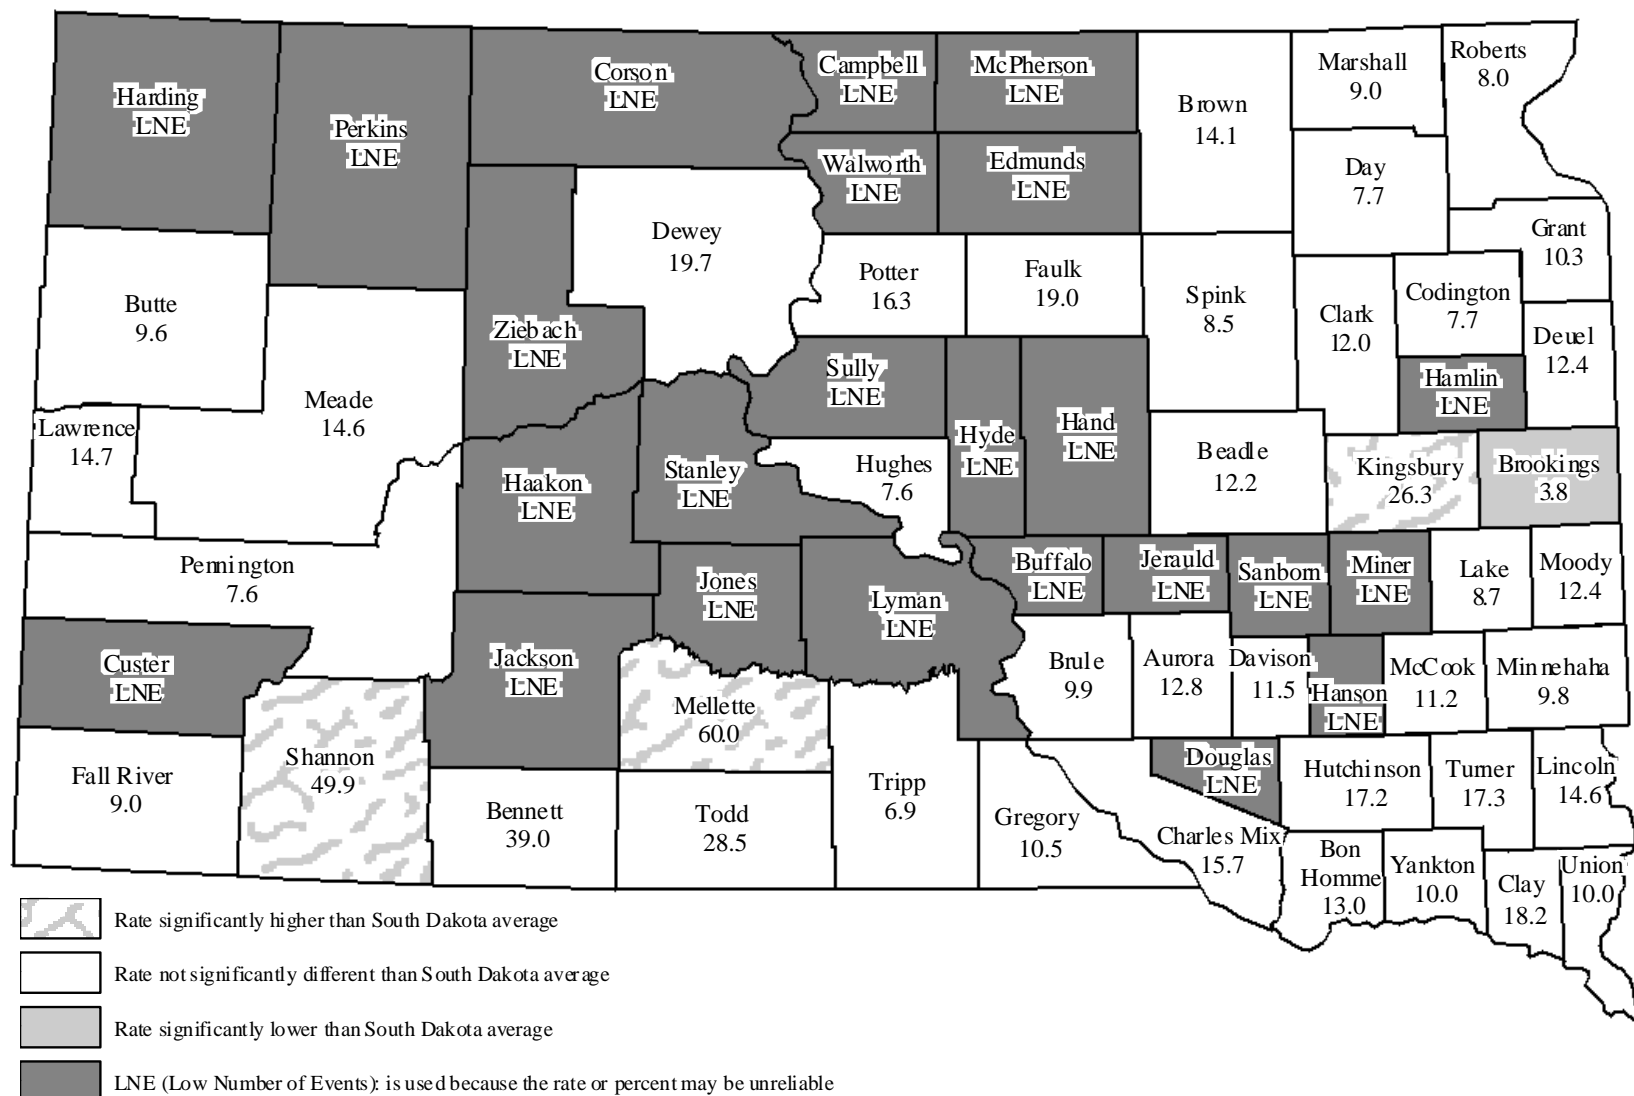 Harding
LNE
Perkins
LNE
Corson
LNE
Campbell
LNE
McPherson
LNE
Brown
14.1
Marshall
9.0
Roberts
8.0
Walworth
LNE
Edmunds
LNE
Day
7.7
Dewey
19.7
Grant
10.3
Butte
9.6
Ziebach
LNE
Potter
16.3
Faulk
19.0
Spink
8.5
Clark
12.0
Codington
7.7
Deuel
12.4
Meade
14.6
Sully
LNE
Hamlin
LNE
Lawrence
14.7
Haakon
LNE
Stanley
LNE
Hughes
7.6
Hyde
LNE
Hand
LNE
Beadle
12.2
Kingsbury
26.3
Brookings
3.8
Pennington
7.6
Jones
LNE
Lyman
LNE
Buffalo
LNE
Jerauld
LNE
Sanborn
LNE
Miner
LNE
Lake
8.7
Moody
12.4
Custer
LNE
Jackson
LNE
Mellette
60.0
Brule
9.9
Aurora
12.8
Davison
11.5
Hanson
LNE
McCook
11.2
Minnehaha
9.8
Fall River
9.0
Shannon
49.9
Bennett
39.0
Todd
28.5
Tripp
6.9
Gregory
10.5
Douglas
LNE
Charles Mix
15.7
Hutchinson
17.2
Turner
17.3
Lincoln
14.6
Bon
Homme
13.0
Yankton
10.0
Clay
18.2
Union
10.0
Rate significantly higher than South Dakota average
Rate not significantly different than South Dakota average
Rate significantly lower than South Dakota average
LNE (Low Number of Events): is used because the rate or percent may be unreliable